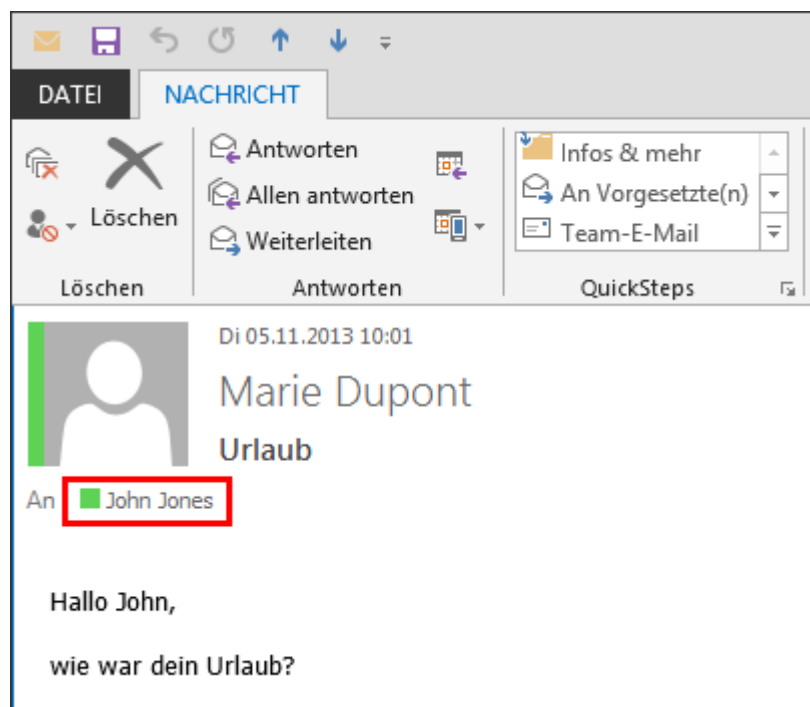 DATEI NACHRICHT
Löschen
Antworten
Allen antworten
Weiterleiten
Infos & mehr
An Vorgesetzte(n)
Team-E-Mail
Löschen Antworten QuickSteps
Di 05.11.2013 10:01
Marie Dupont
Urlaub
An John Jones
Hallo John,
wie war dein Urlaub?